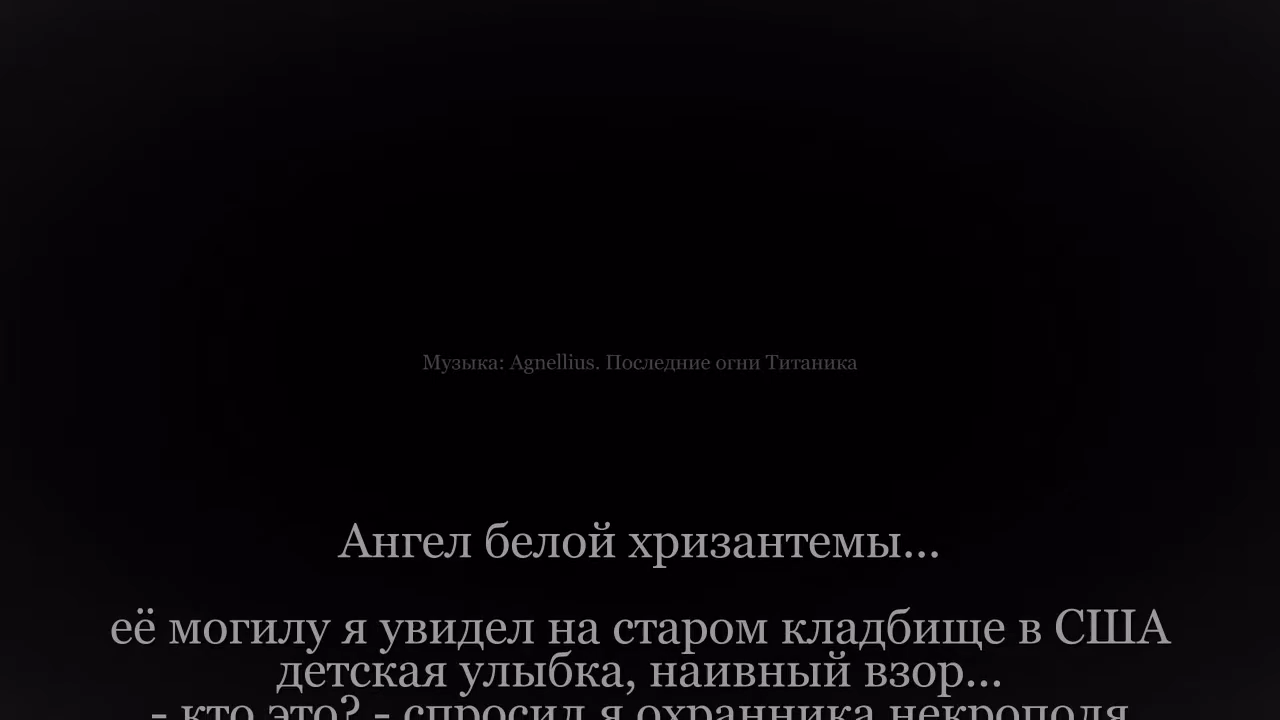 Музыка: Agnellius. Последние огни Титаника
Ангел белой хризантемы...
её могилу я увидел на старом кладбище в США
детская улыбка, наивный взор...
- кто это? - спросил я охранника некрополя